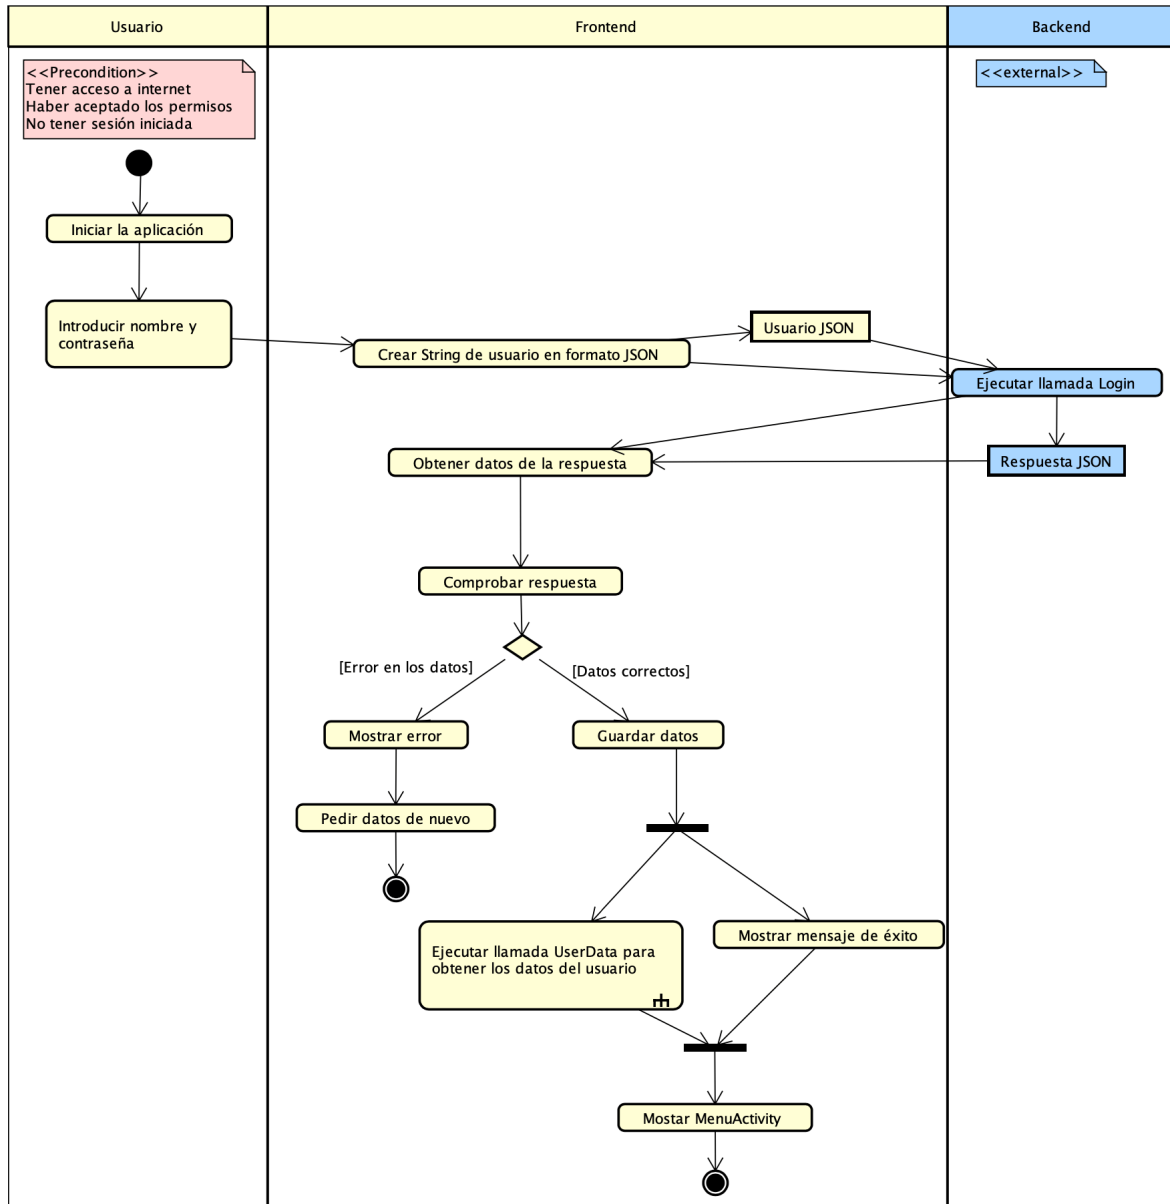 Usuario
Frontend
Backend
<<Precondition>>
Tener acceso a internet
Haber aceptado los permisos
No tener sesión iniciada
<<external>>
Iniciar la aplicación
Introducir nombre y
contraseña
Crear String de usuario en formato JSON
Usuario JSON
Ejecutar llamada Login
Obtener datos de la respuesta
Respuesta JSON
Comprobar respuesta
[Error en los datos]
[Datos correctos]
Mostrar error
Guardar datos
Pedir datos de nuevo
Ejecutar llamada UserData para
obtener los datos del usuario
Mostrar mensaje de éxito
Mostar MenuActivity